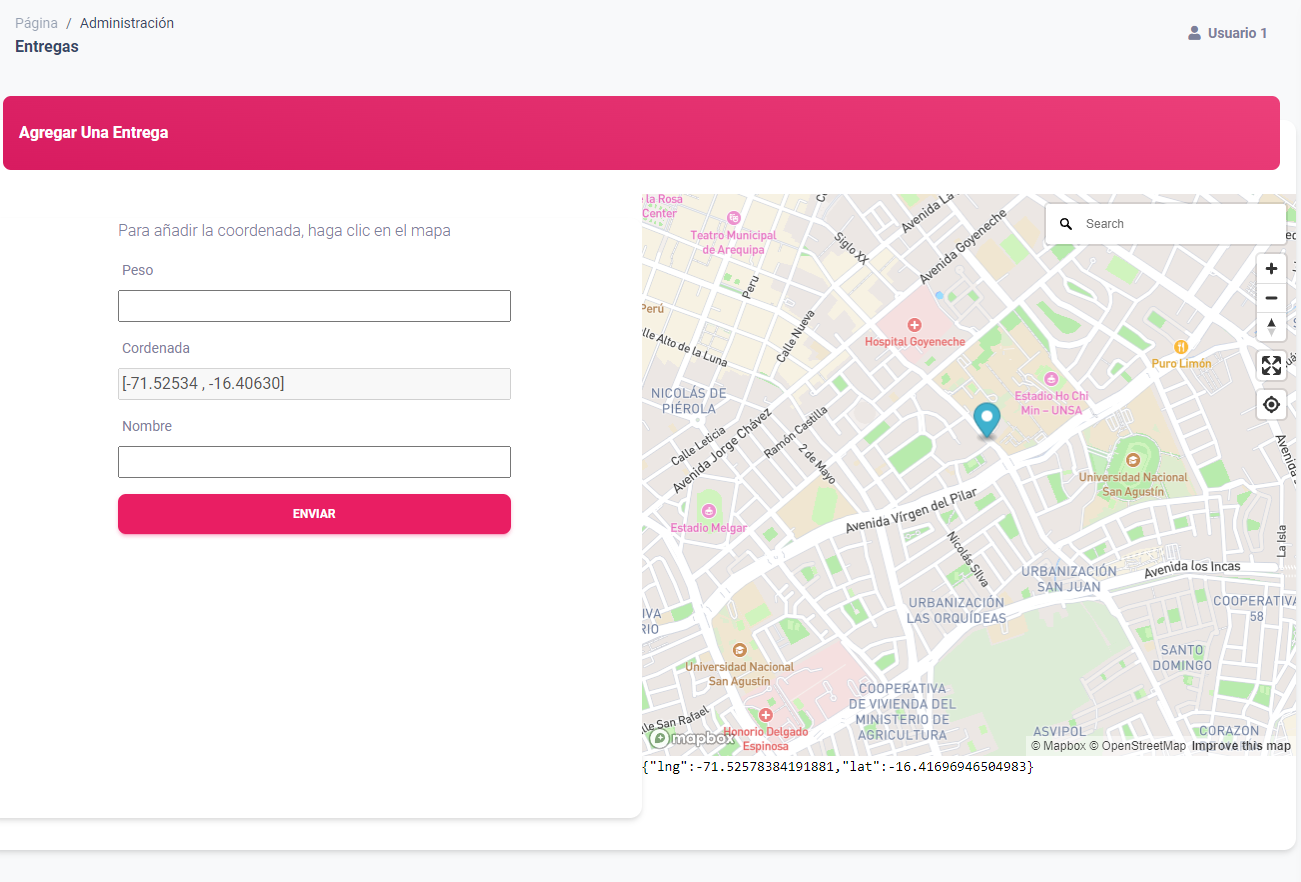 Página / Administración
Entregas
Usuario 1
Agregar Una Entrega
Para añadir la coordenada, haga clic en el mapa
Peso
Cordenada
[-71.52534 , -16.40630]
Nombre
ENVIAR
Search
la Rosa
Center
Teatro Municipal
de Arequipa
Siglo XX
Avenida La
Avenida Goyeneche
Peru
Calle Nueva
Perú
lle Alto de la Luna
Hospital Goyeneche
Puro Limón
NICOLÁS DE
PIÉROLA
Estadio Ho Chi
Min – UNSA
Calle Leticia
Avenida Jorge Chávez
Ramón Castilla
2 de Mayo
Avenida
Universidad Nacional
San Agustín
Estadio Melgar
Avenida Virgen del Pilar
Nicolás SIlva
La Isla
Avenida los Incas
URBANIZACIÓN
SAN JUAN
URBANIZACIÓN
LAS ORQUÍDEAS
COOPERATIVA
58
IVA
RIO
Universidad Nacional
San Agustín
SANTO
DOMINGO
COOPERATIVA
DE VIVIENDA DEL
MINISTERIO DE
AGRICULTURA
lle San Rafael
Honorio Delgado
Espinosa
ASVIPOL
CORAZON
mapbox
© Mapbox © OpenStreetMap Improve this map
{"lng":-71.52578384191881,"lat":-16.41696946504983}